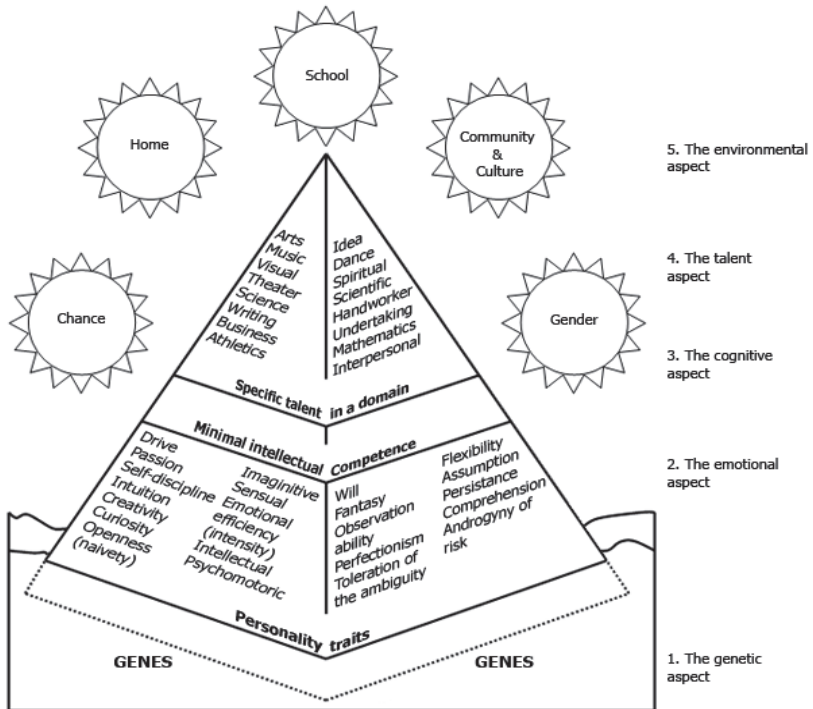 School
Home
Community
&
Culture
5. The environmental
aspect
Arts
Music
Visual
Theater
Science
Writing
Business
Athletics
Idea
Dance
Spiritual
Scientific
Handworker
Undertaking
Mathematics
Interpersonal
4. The talent
aspect
Chance
Gender
3. The cognitive
aspect
Specific talent in a domain
Minimal intellectual Competence
2. The emotional
aspect
Drive
Passion
Self-discipline
Intuition
Creativity
Curiosity
Openness
(naivety)
Imaginitive
Sensual
Emotional
efficiency
(intensity)
Intellectual
Psychomotoric
Will
Fantasy
Observation
ability
Perfectionism
Toleration of
the ambiguity
Flexibility
Assumption
Persistance
Comprehension
Androgyny of
risk
Personality traits
GENES
GENES
1. The genetic
aspect